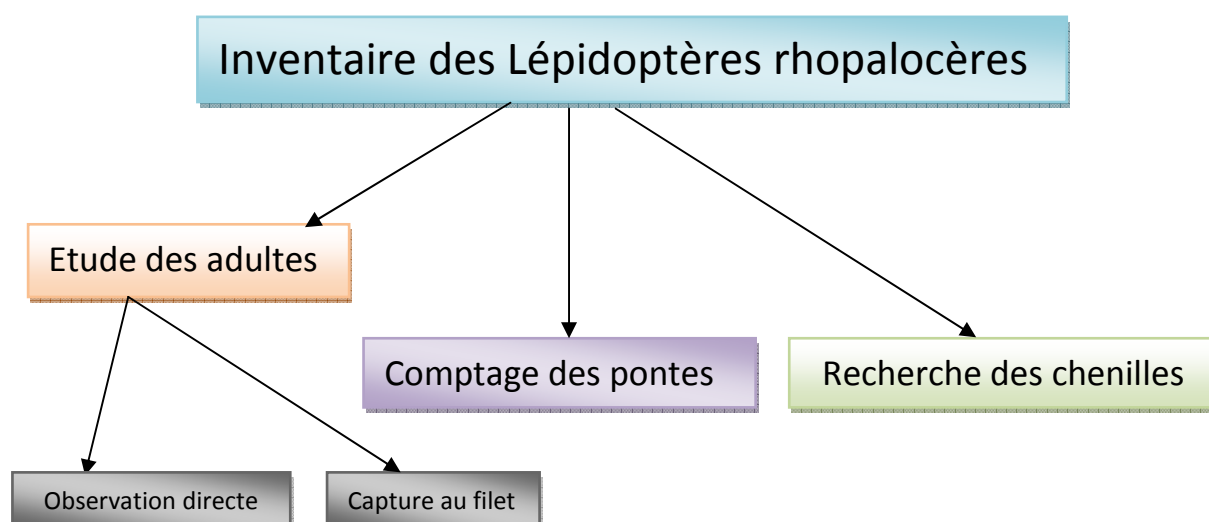 Inventaire des Lépidoptères rhopalocères
Etude des adultes
Comptage des pontes
Recherche des chenilles
Observation directe
Capture au filet